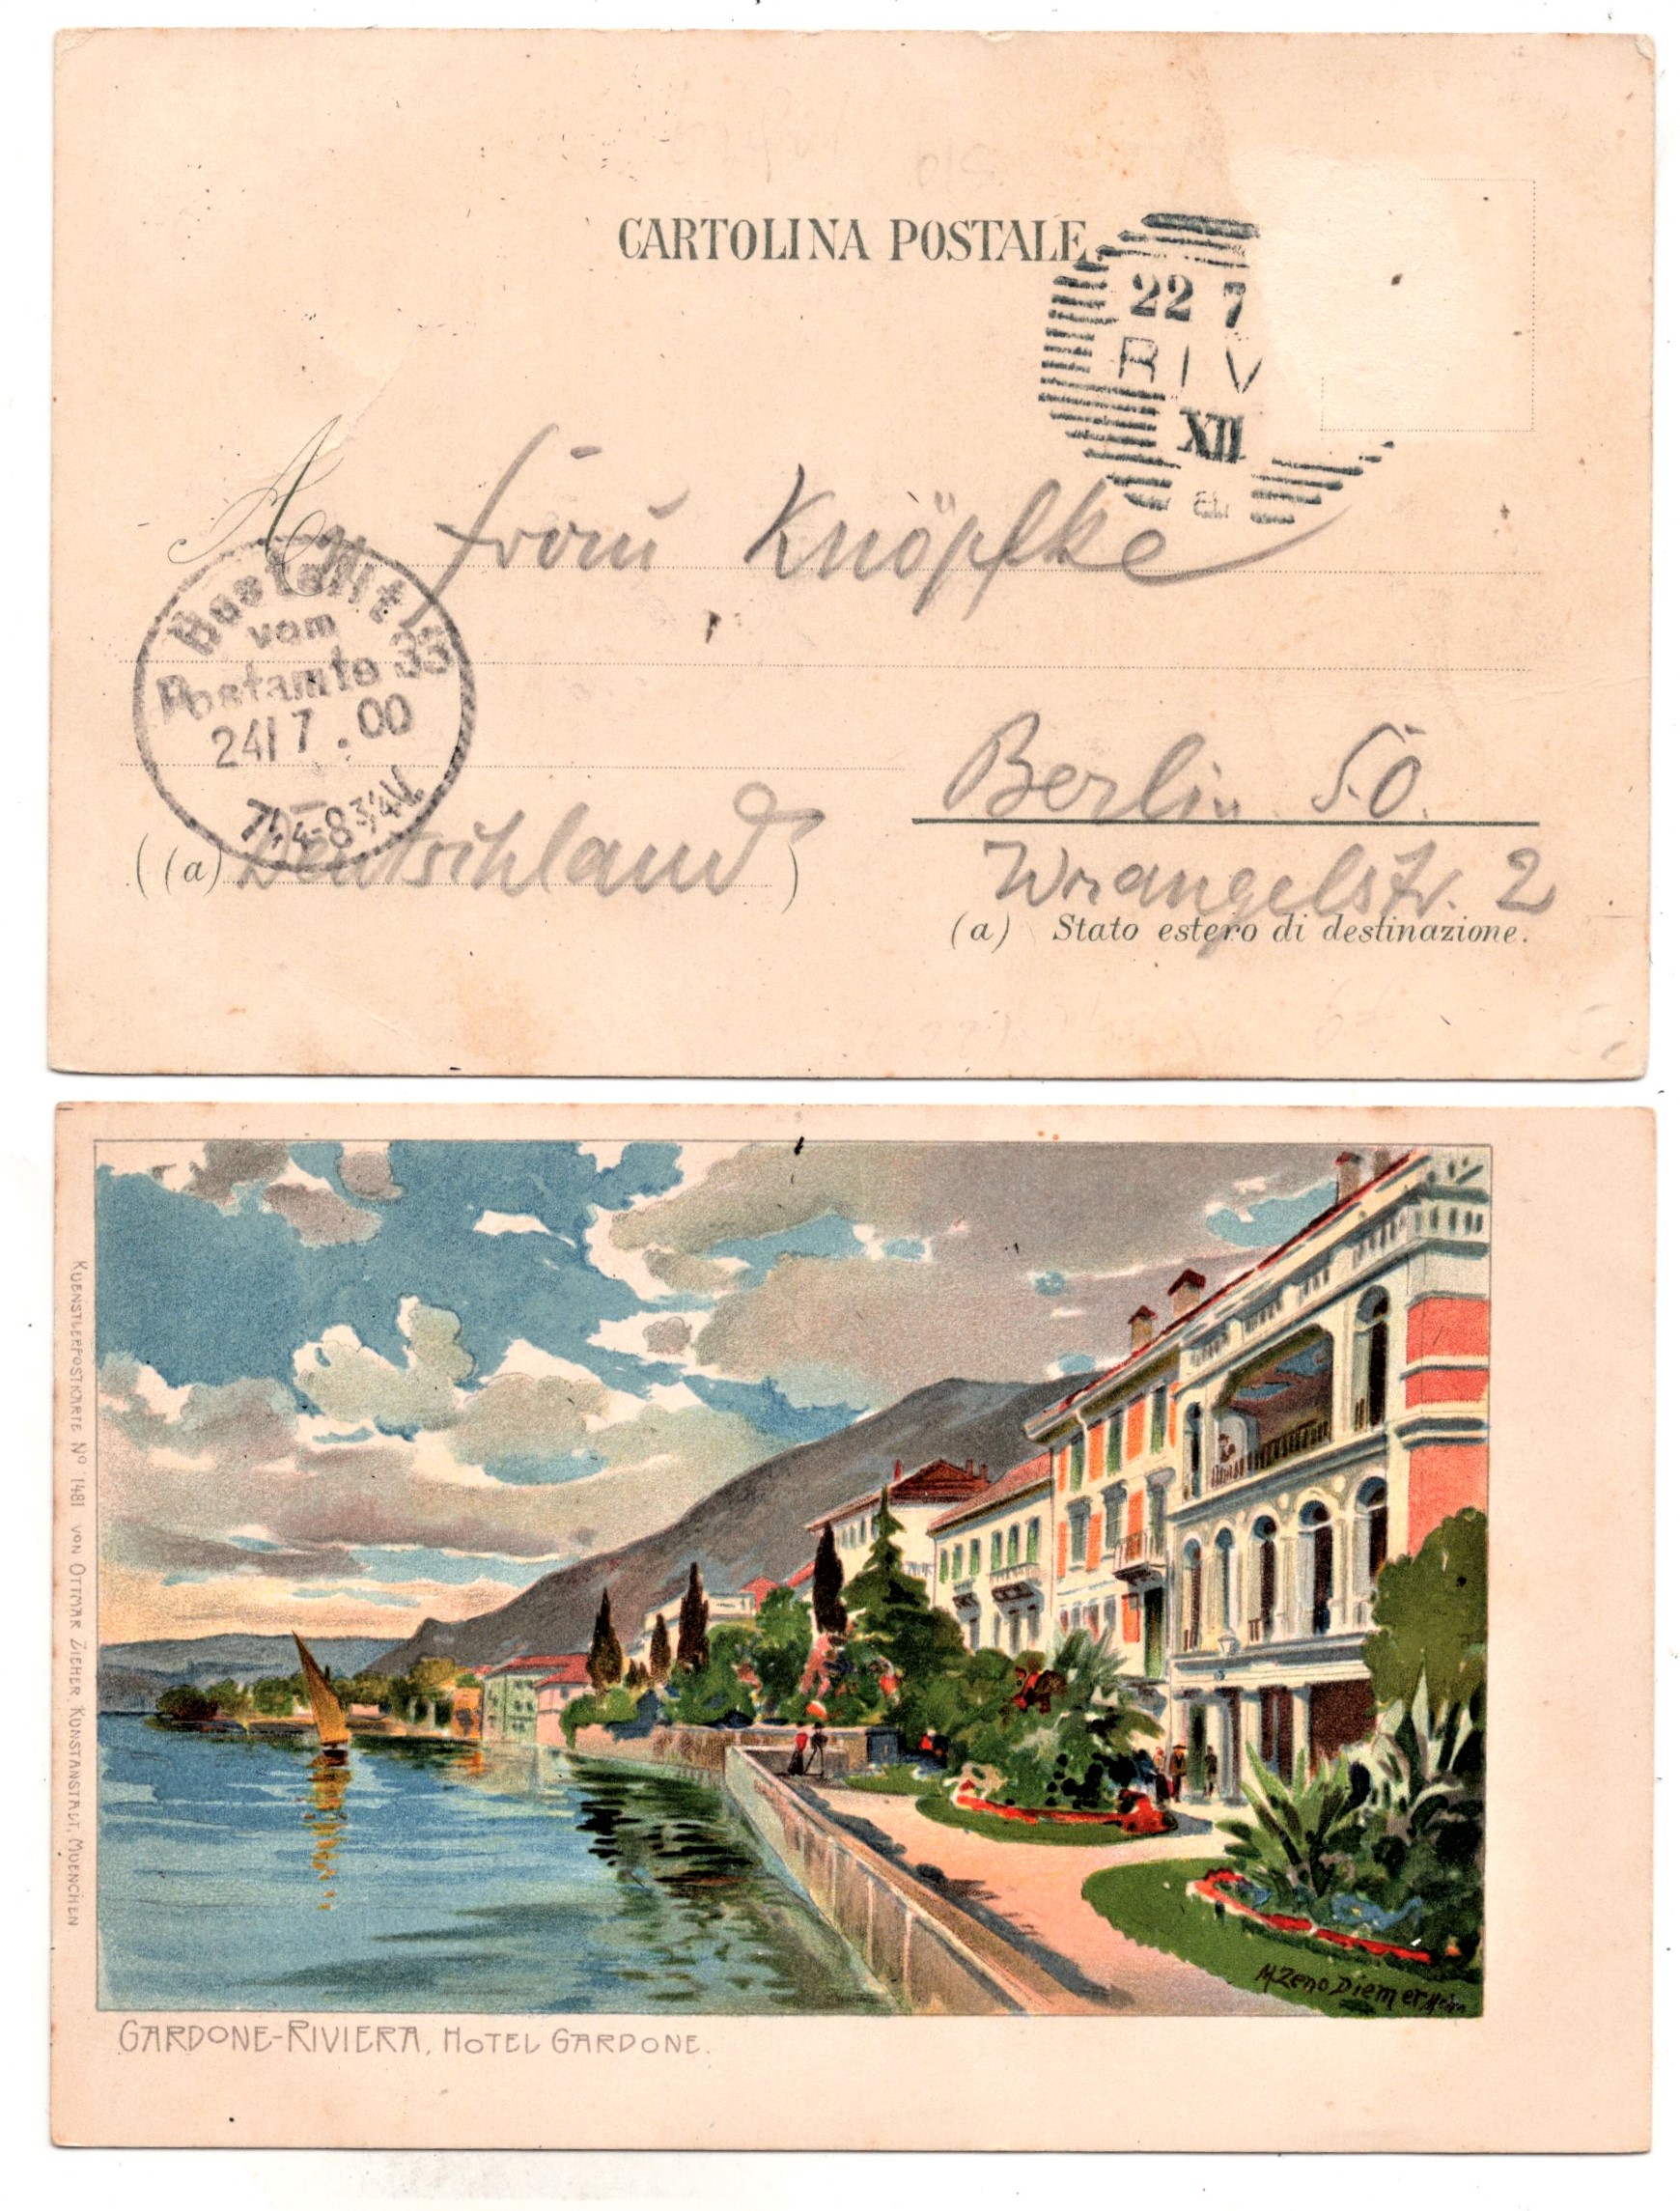 CARTOLINA POSTALE
22 7
RIV
XII
A Frau Knöpfke
Bestellt
vom
Postamte 33
24/7.00
7¼-8¾V.
Berlin SO.
(a) Deutschland
Wrangelstr. 2
(a) Stato estero di destinazione.
KUENSTLERPOSTKARTE No 1481 VON OTTMAR ZIEHER, KUNSTANSTALT, MUENCHEN
M.Zeno Diemer
GARDONE-RIVIERA, HOTEL GARDONE.